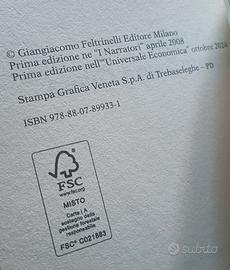 © Giangiacomo Feltrinelli Editore Milano
Prima edizione ne "I Narratori" aprile 2008
Prima edizione nell'"Universale Economica" ottobre 2024
Stampa Grafica Veneta S.p.A. di Trebaseleghe - PD
ISBN 978-88-07-89933-1
FSC
www.fsc.org
MISTO
Carta | A
sostegno della
gestione forestale
responsabile
FSC® C021883
subito